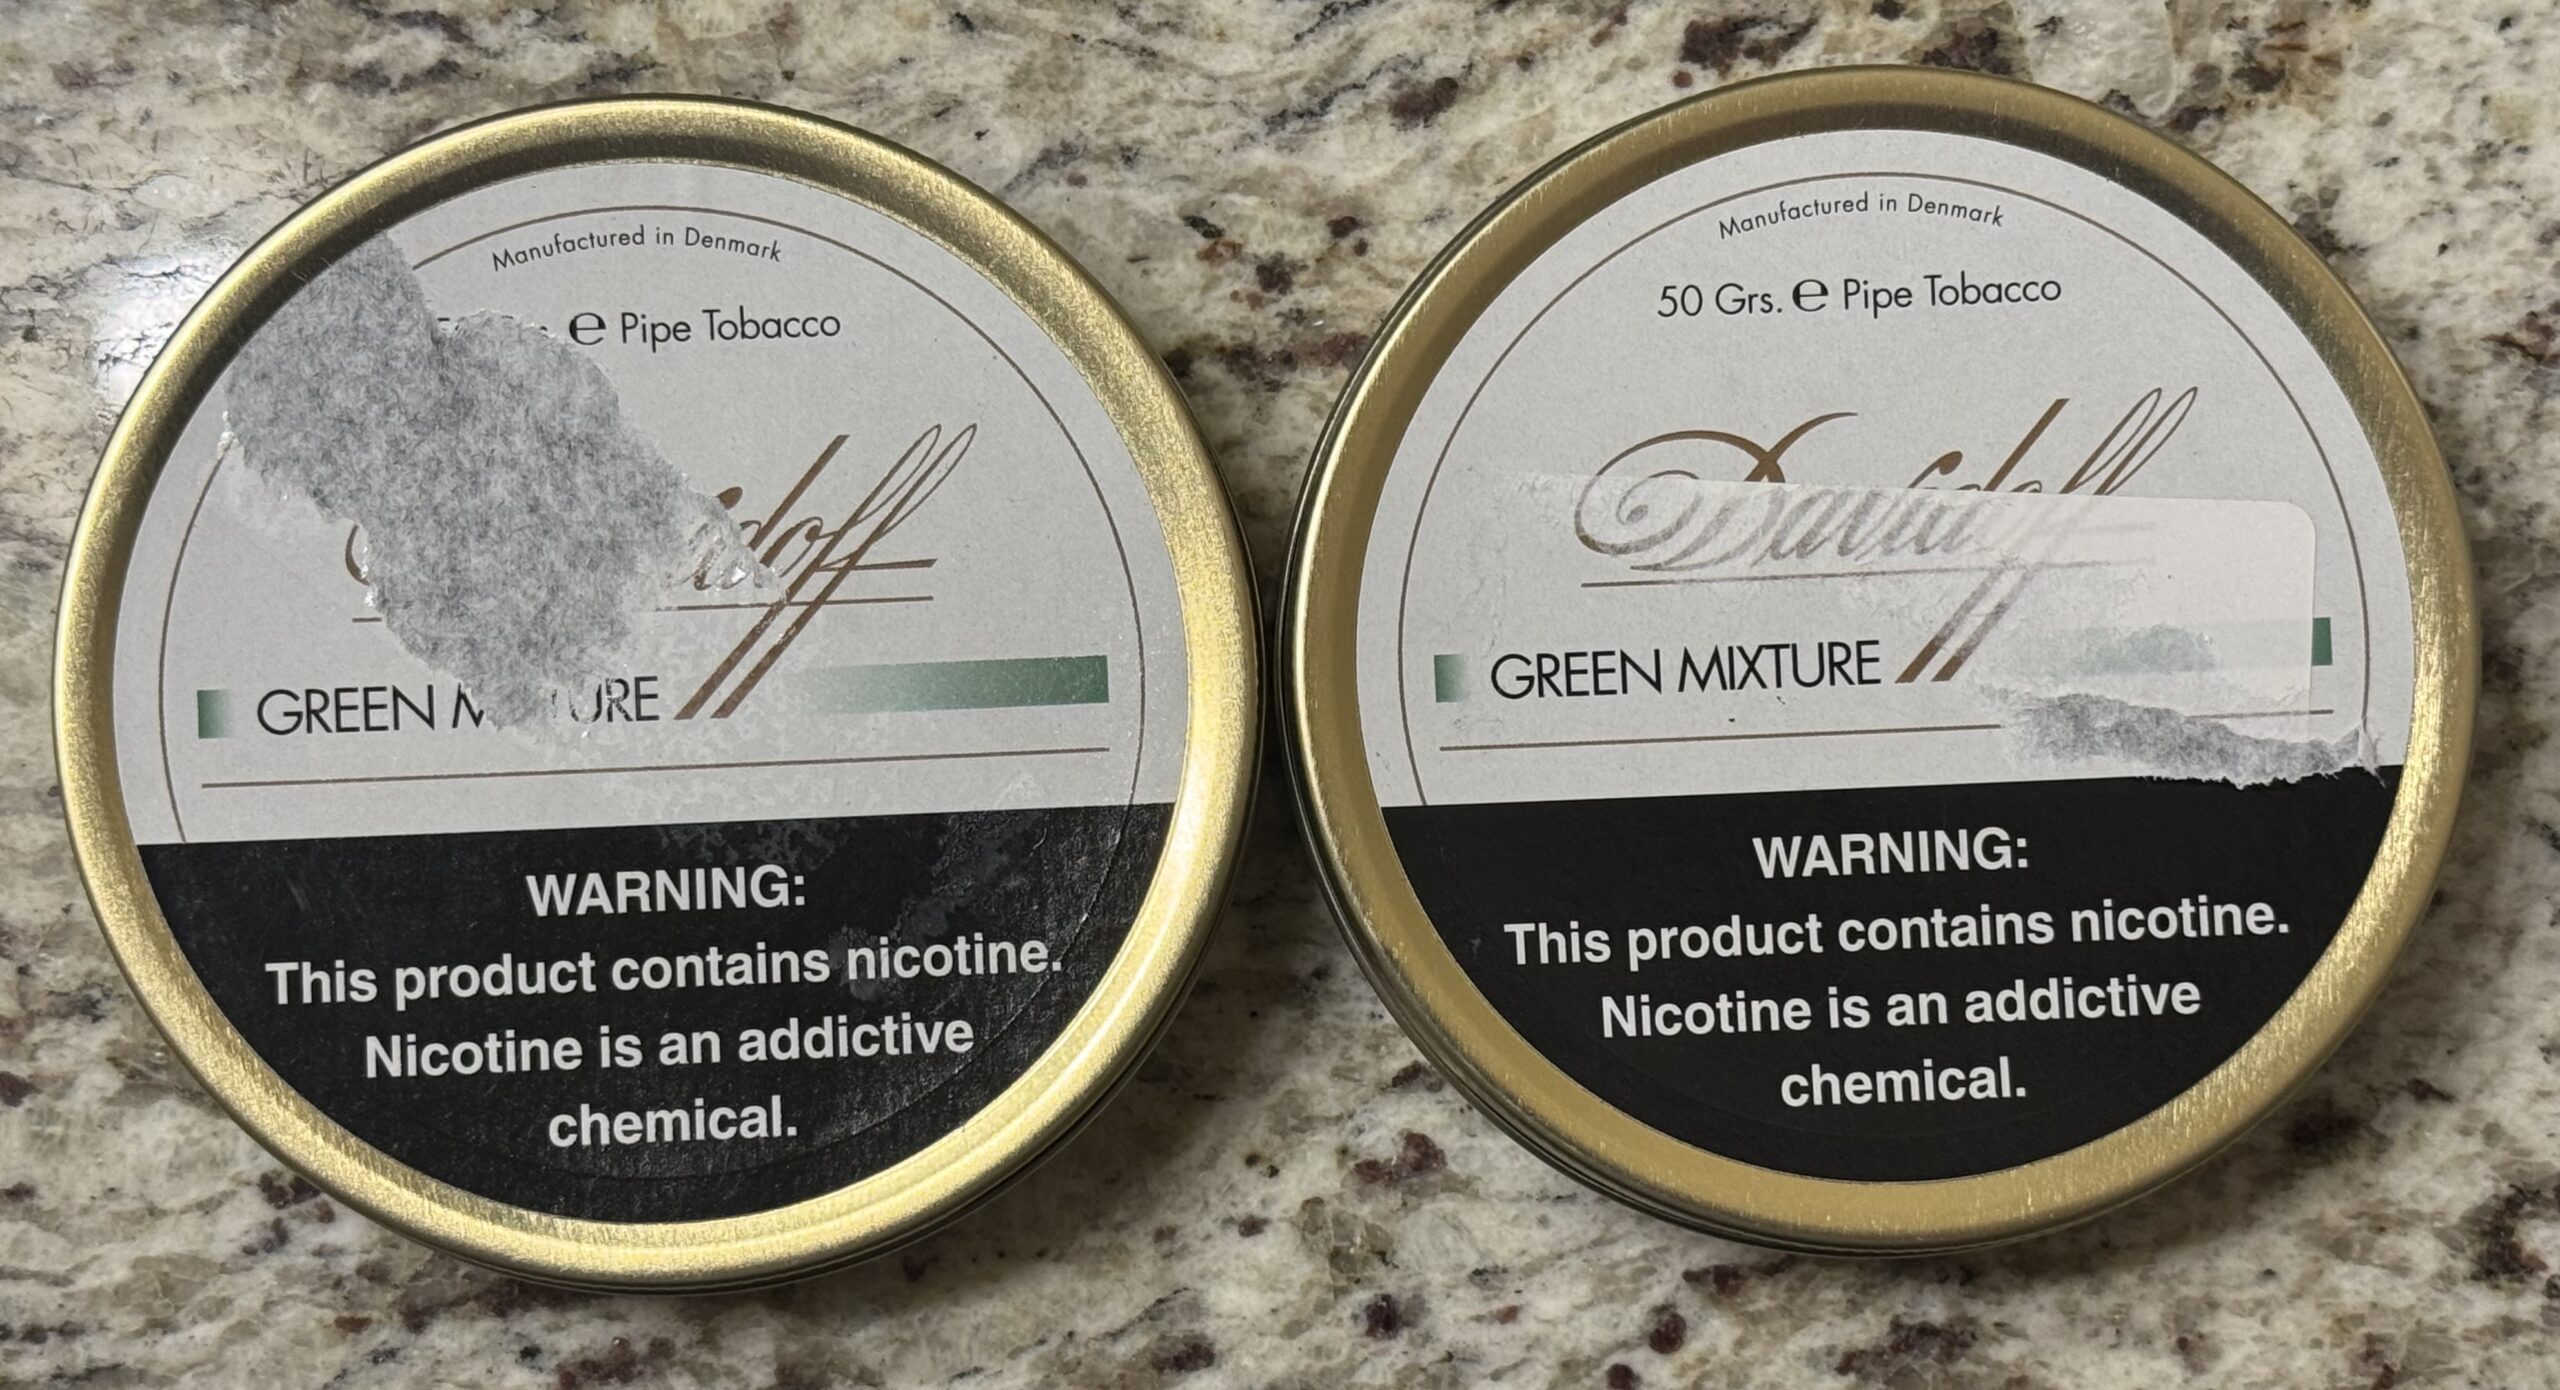 Manufactured in Denmark
e Pipe Tobacco
GREEN
WARNING:
This product contains nicotine.
Nicotine is an addictive
chemical.
Manufactured in Denmark
50 Grs. e Pipe Tobacco
Davidoff
GREEN MIXTURE
WARNING:
This product contains nicotine.
Nicotine is an addictive
chemical.